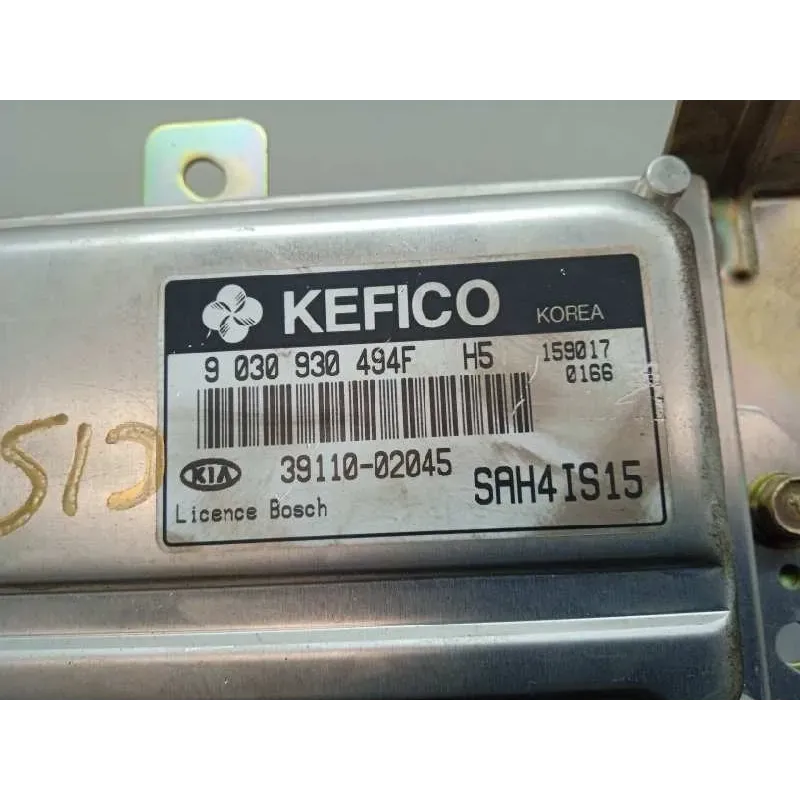 KEFICO KOREA
9 030 930 494F H5 159017
0166
KIA 39110-02045 SAH4IS15
Licence Bosch